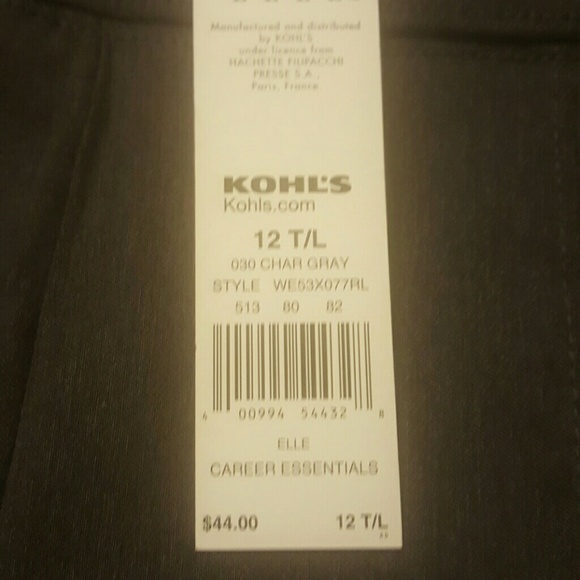 Manufactured and distributed
by KOHL'S
under licence from
HACHETTE FILIPACCHI
PRESSE S.A.,
Paris, France.
KOHL'S
Kohls.com
12 T/L
030 CHAR GRAY
STYLE WE53X077RL
513 80 82
4 00994 54432 8
ELLE
CAREER ESSENTIALS
$44.00 12 T/L